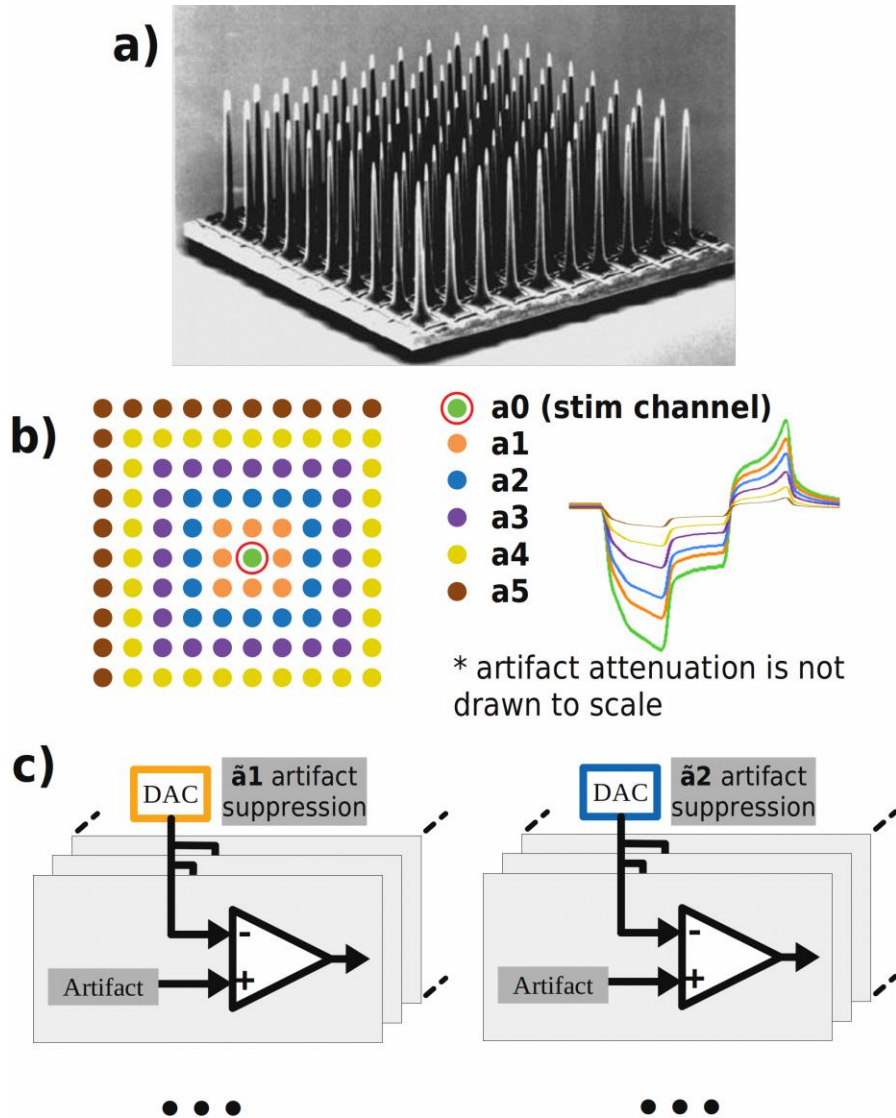 a)
b)
a0 (stim channel)
a1
a2
a3
a4
a5
* artifact attenuation is not
drawn to scale
c)
DAC
ã1 artifact
suppression
-
+
Artifact
DAC
ã2 artifact
suppression
-
+
Artifact